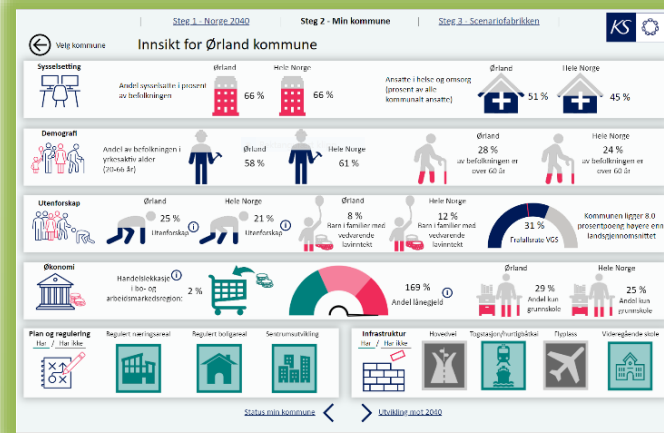 Steg 1 - Norge 2040
Steg 2 - Min kommune
Steg 3 - Scenariofabrikken
KS
Velg kommune
Innsikt for Ørland kommune
Sysselsetting
Andel sysselsatte i prosent
av befolkningen
Ørland
66 %
Hele Norge
66 %
Ansatte i helse og omsorg
(prosent av alle
kommunalt ansatte)
Ørland
51 %
Hele Norge
45 %
Demografi
Andel av befolkningen i
yrkesaktiv alder
(20-66 år)
Ørland
58 %
Hele Norge
61 %
Ørland
28 %
av befolkningen er
over 60 år
Hele Norge
24 %
av befolkningen er
over 60 år
Utenforskap
Ørland
25 %
Utenforskap
Hele Norge
21 %
Utenforskap
Ørland
8 %
Barn i familier med
vedvarende
lavinntekt
Hele Norge
12 %
Barn i familier med
vedvarende
lavinntekt
31 %
Frafallsrate VGS
Kommunen ligger 8.0
prosentpoeng høyere enn
landsgjennomsnittet
Økonomi
Handelslekkasje
i bo- og
arbeidsmarkedsregion:
2 %
169 %
Andel lånegjeld
Ørland
29 %
Andel kun
grunnskole
Hele Norge
25 %
Andel kun
grunnskole
Plan og regulering
Har / Har ikke
Regulert næringsareal
Regulert boligareal
Sentrumsutvikling
Infrastruktur
Har / Har ikke
Hovedvei
Togstasjon/hurtigbåtkai
Flyplass
Videregående skole
Status min kommune
Utvikling mot 2040